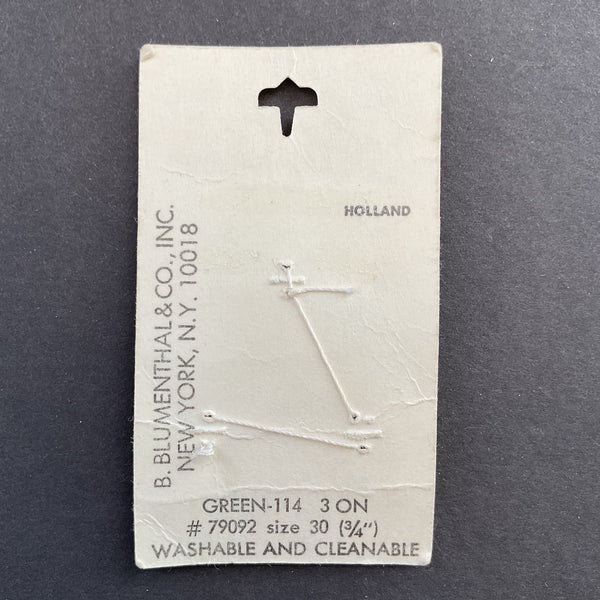 HOLLAND
B. BLUMENTHAL & CO., INC.
NEW YORK, N.Y. 10018
GREEN-114 3 ON
# 79092 size 30 (3/4")
WASHABLE AND CLEANABLE